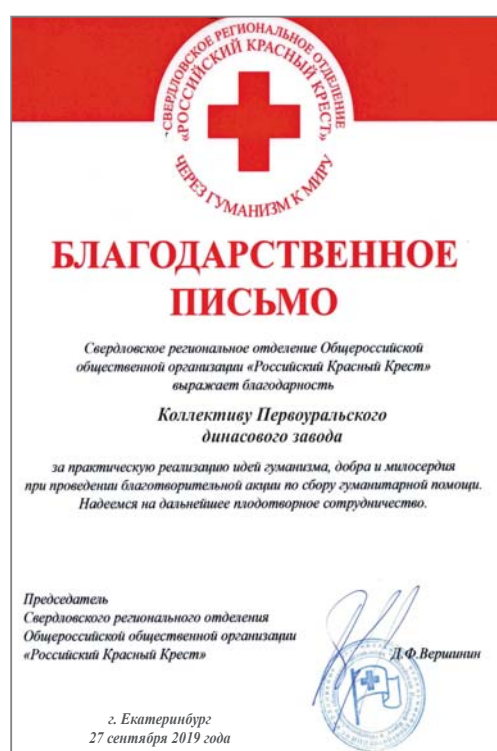 СВЕРДЛОВСКОЕ РЕГИОНАЛЬНОЕ ОТДЕЛЕНИЕ
«РОССИЙСКИЙ КРАСНЫЙ КРЕСТ»
ЧЕРЕЗ ГУМАНИЗМ К МИРУ
БЛАГОДАРСТВЕННОЕ
ПИСЬМО
Свердловское региональное отделение Общероссийской
общественной организации «Российский Красный Крест»
выражает благодарность
Коллективу Первоуральского
динасового завода
за практическую реализацию идей гуманизма, добра и милосердия
при проведении благотворительной акции по сбору гуманитарной помощи.
Надеемся на дальнейшее плодотворное сотрудничество.
Председатель
Свердловского регионального отделения
Общероссийской общественной организации
«Российский Красный Крест»
Д.Ф.Вершинин
г. Екатеринбург
27 сентября 2019 года